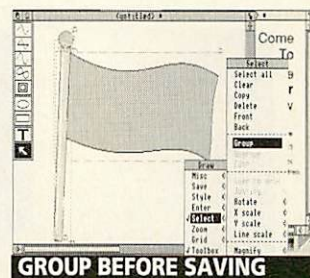 (untitled) *
Come
To
Select
Select all
Clear
Copy
Delete
Front
Back
Group
Rotate
X scale
Y scale
Line scale
Magnify
Draw
Misc
Save
Style
Enter
Select
Zoom
Grid
Toolbox
T
GROUP BEFORE SAVING